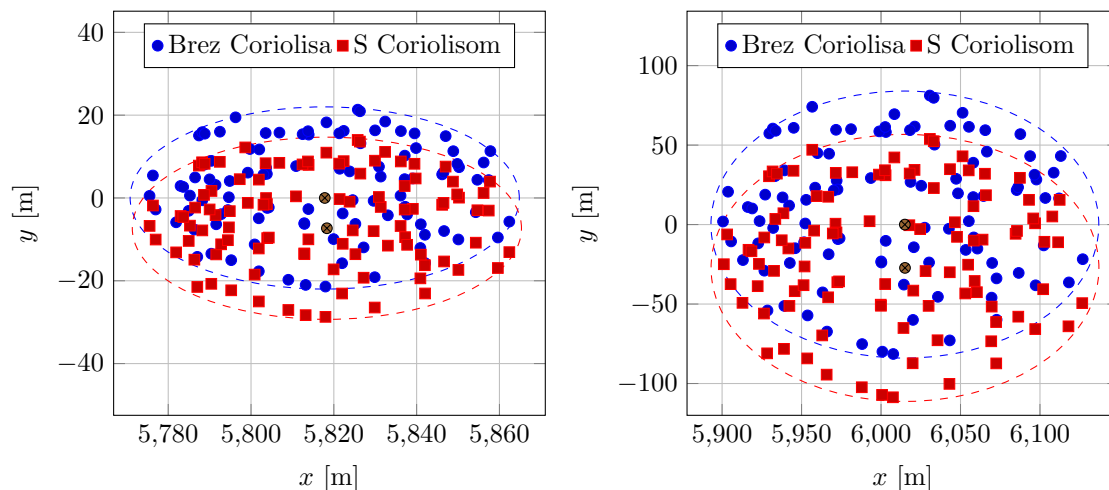 Brez Coriolisa S Coriolisom
40
20
0
−20
−40
y [m]
5,780 5,800 5,820 5,840 5,860
x [m]
Brez Coriolisa S Coriolisom
100
50
0
−50
−100
y [m]
5,900 5,950 6,000 6,050 6,100
x [m]